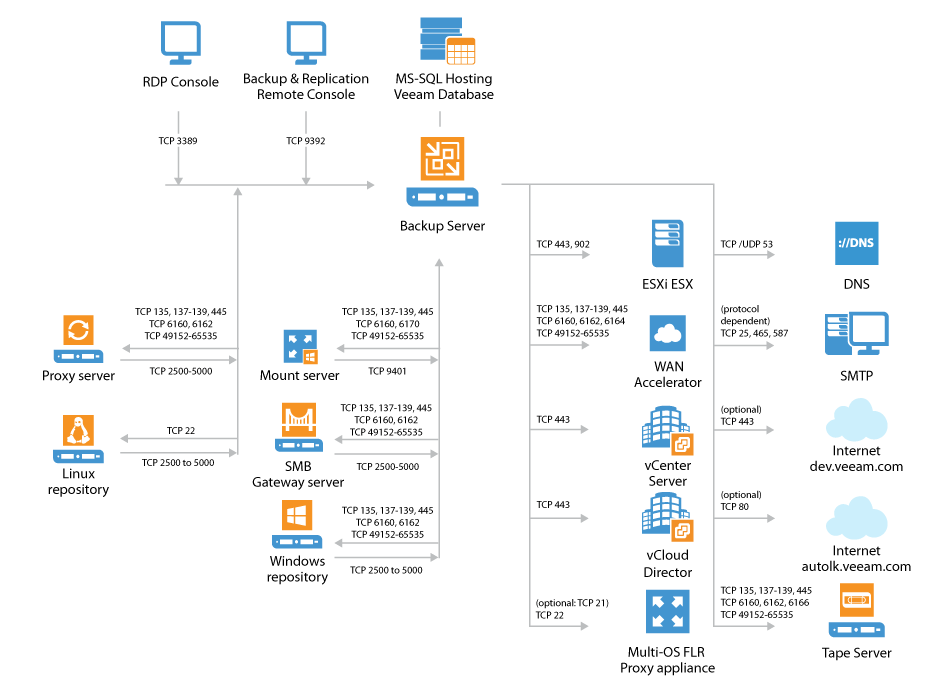 RDP Console
Backup & Replication
Remote Console
MS-SQL Hosting
Veeam Database
TCP 3389
TCP 9392
Backup Server
TCP 135, 137-139, 445
TCP 6160, 6162
TCP 49152-65535
TCP 2500-5000
Proxy server
TCP 22
TCP 2500 to 5000
Linux
repository
TCP 135, 137-139, 445
TCP 6160, 6170
TCP 49152-65535
TCP 9401
Mount server
TCP 135, 137-139, 445
TCP 6160, 6162
TCP 49152-65535
TCP 2500-5000
SMB
Gateway server
TCP 135, 137-139, 445
TCP 6160, 6162
TCP 49152-65535
TCP 2500 to 5000
Windows
repository
TCP 443, 902
ESXi ESX
TCP 135, 137-139, 445
TCP 6160, 6162, 6164
TCP 49152-65535
WAN
Accelerator
TCP 443
vCenter
Server
TCP 443
vCloud
Director
(optional: TCP 21)
TCP 22
Multi-OS FLR
Proxy appliance
TCP /UDP 53
://DNS
DNS
(protocol
dependent)
TCP 25, 465, 587
SMTP
(optional)
TCP 443
Internet
dev.veeam.com
(optional)
TCP 80
Internet
autolk.veeam.com
TCP 135, 137-139, 445
TCP 6160, 6162, 6166
TCP 49152-65535
Tape Server